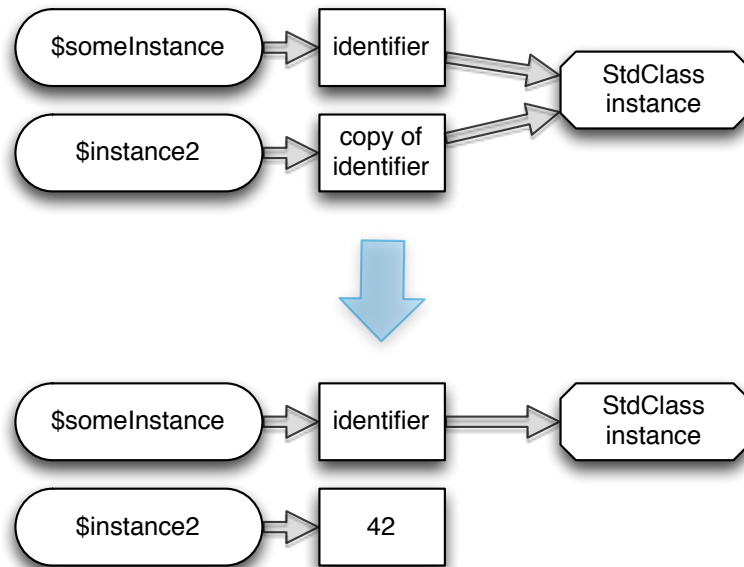 $someInstance
identifier
StdClass
instance
$instance2
copy of
identifier
$someInstance
identifier
StdClass
instance
$instance2
42